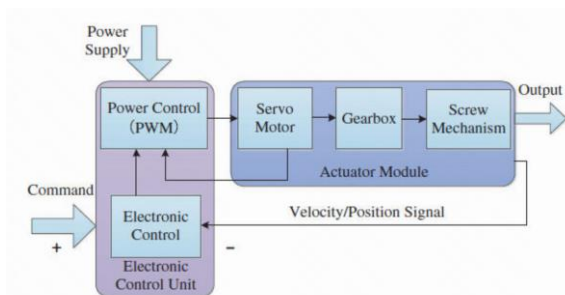 Power
Supply
Power Control
(PWM)
Servo
Motor
Gearbox
Screw
Mechanism
Output
Actuator Module
Command
+
Electronic
Control
–
Velocity/Position Signal
Electronic
Control Unit